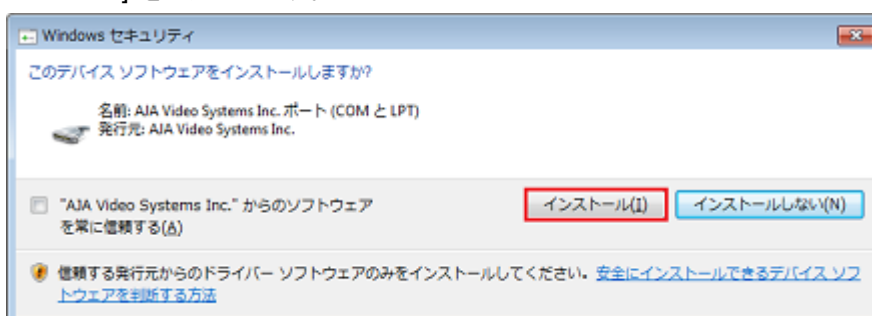 Windows セキュリティ
このデバイス ソフトウェアをインストールしますか?
名前: AJA Video Systems Inc. ポート (COM と LPT)
発行元: AJA Video Systems Inc.
"AJA Video Systems Inc." からのソフトウェア
を常に信頼する(A)
インストール(I)
インストールしない(N)
信頼する発行元からのドライバー ソフトウェアのみをインストールしてください。安全にインストールできるデバイス ソフ
トウェアを判断する方法